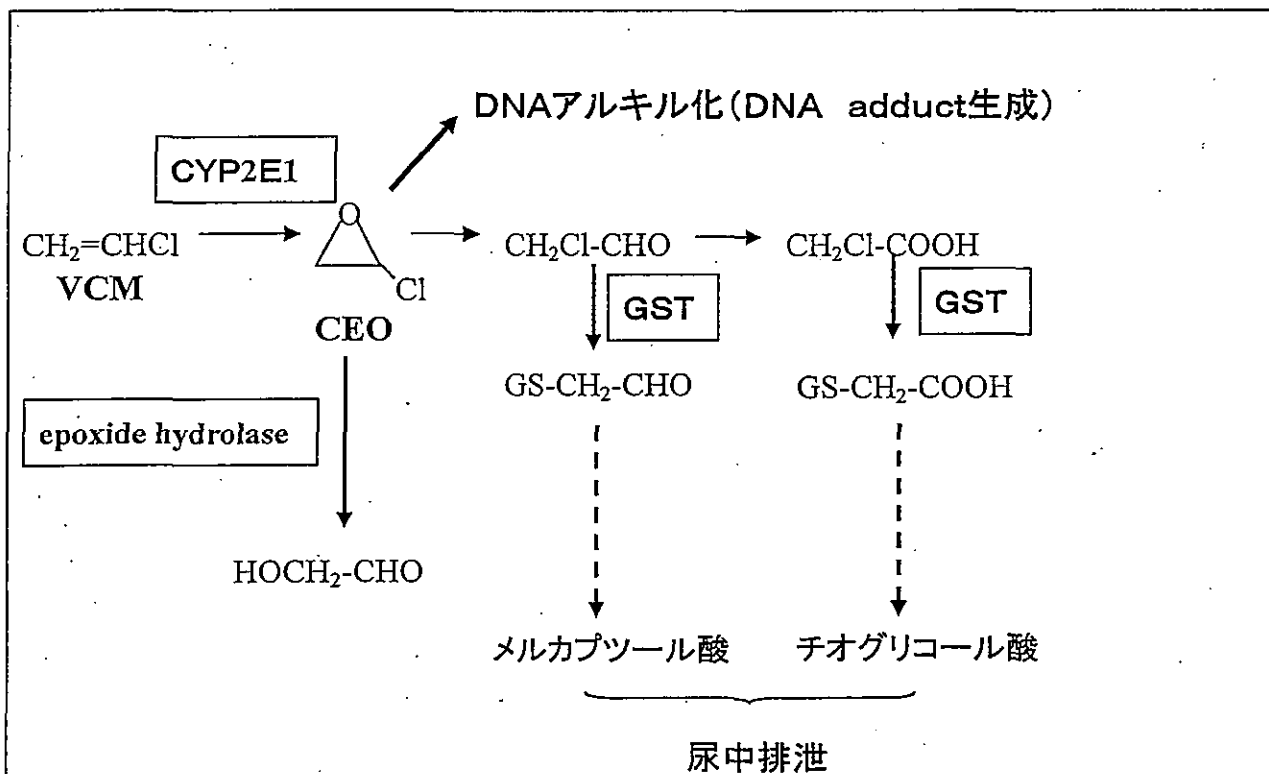 DNAアルキル化(DNA adduct生成)
CYP2E1
O
CH₂=CHCl
Cl
CH₂Cl-CHO
CH₂Cl-COOH
VCM
CEO
GST
GST
GS-CH₂-CHO
GS-CH₂-COOH
epoxide hydrolase
HOCH₂-CHO
メルカプツール酸
チオグリコール酸
尿中排泄